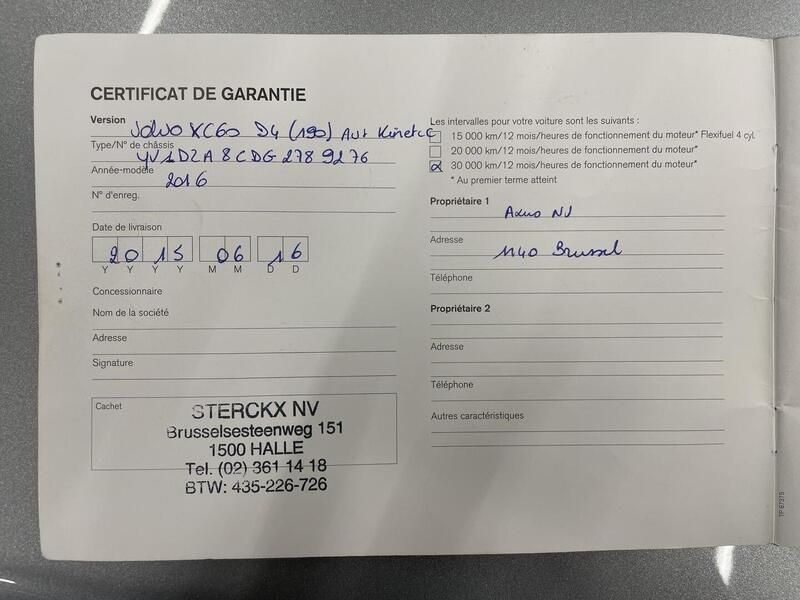 CERTIFICAT DE GARANTIE
Version Volvo XC60 D4 (190) Aut Kinetic
Type/N° de châssis YV1DZA8CDG2789276
Année-modèle 2016
N° d'enreg.
Date de livraison
2015 06 16
Y Y Y Y M M D D
Concessionnaire
Nom de la société
Adresse
Signature
Cachet
STERCKX NV
Brusselsesteenweg 151
1500 HALLE
Tel. (02) 361 14 18
BTW: 435-226-726
Les intervalles pour votre voiture sont les suivants :
15 000 km/12 mois/heures de fonctionnement du moteur* Flexifuel 4 cyl.
20 000 km/12 mois/heures de fonctionnement du moteur*
30 000 km/12 mois/heures de fonctionnement du moteur*
* Au premier terme atteint
Propriétaire 1
NV
Adresse 1140 Brussel
Téléphone
Propriétaire 2
Adresse
Téléphone
Autres caractéristiques
TP 87375